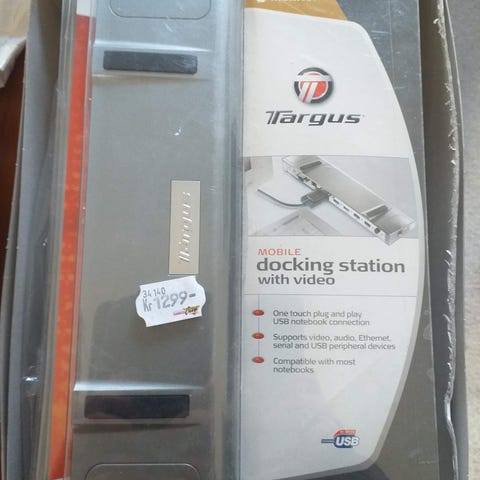 Targus
MOBILE
docking station
with video
One touch plug and play
USB notebook connection
Supports video, audio, Ethernet,
serial and USB peripheral devices
Compatible with most
notebooks
USB
Targus
34140
Kr 1299-